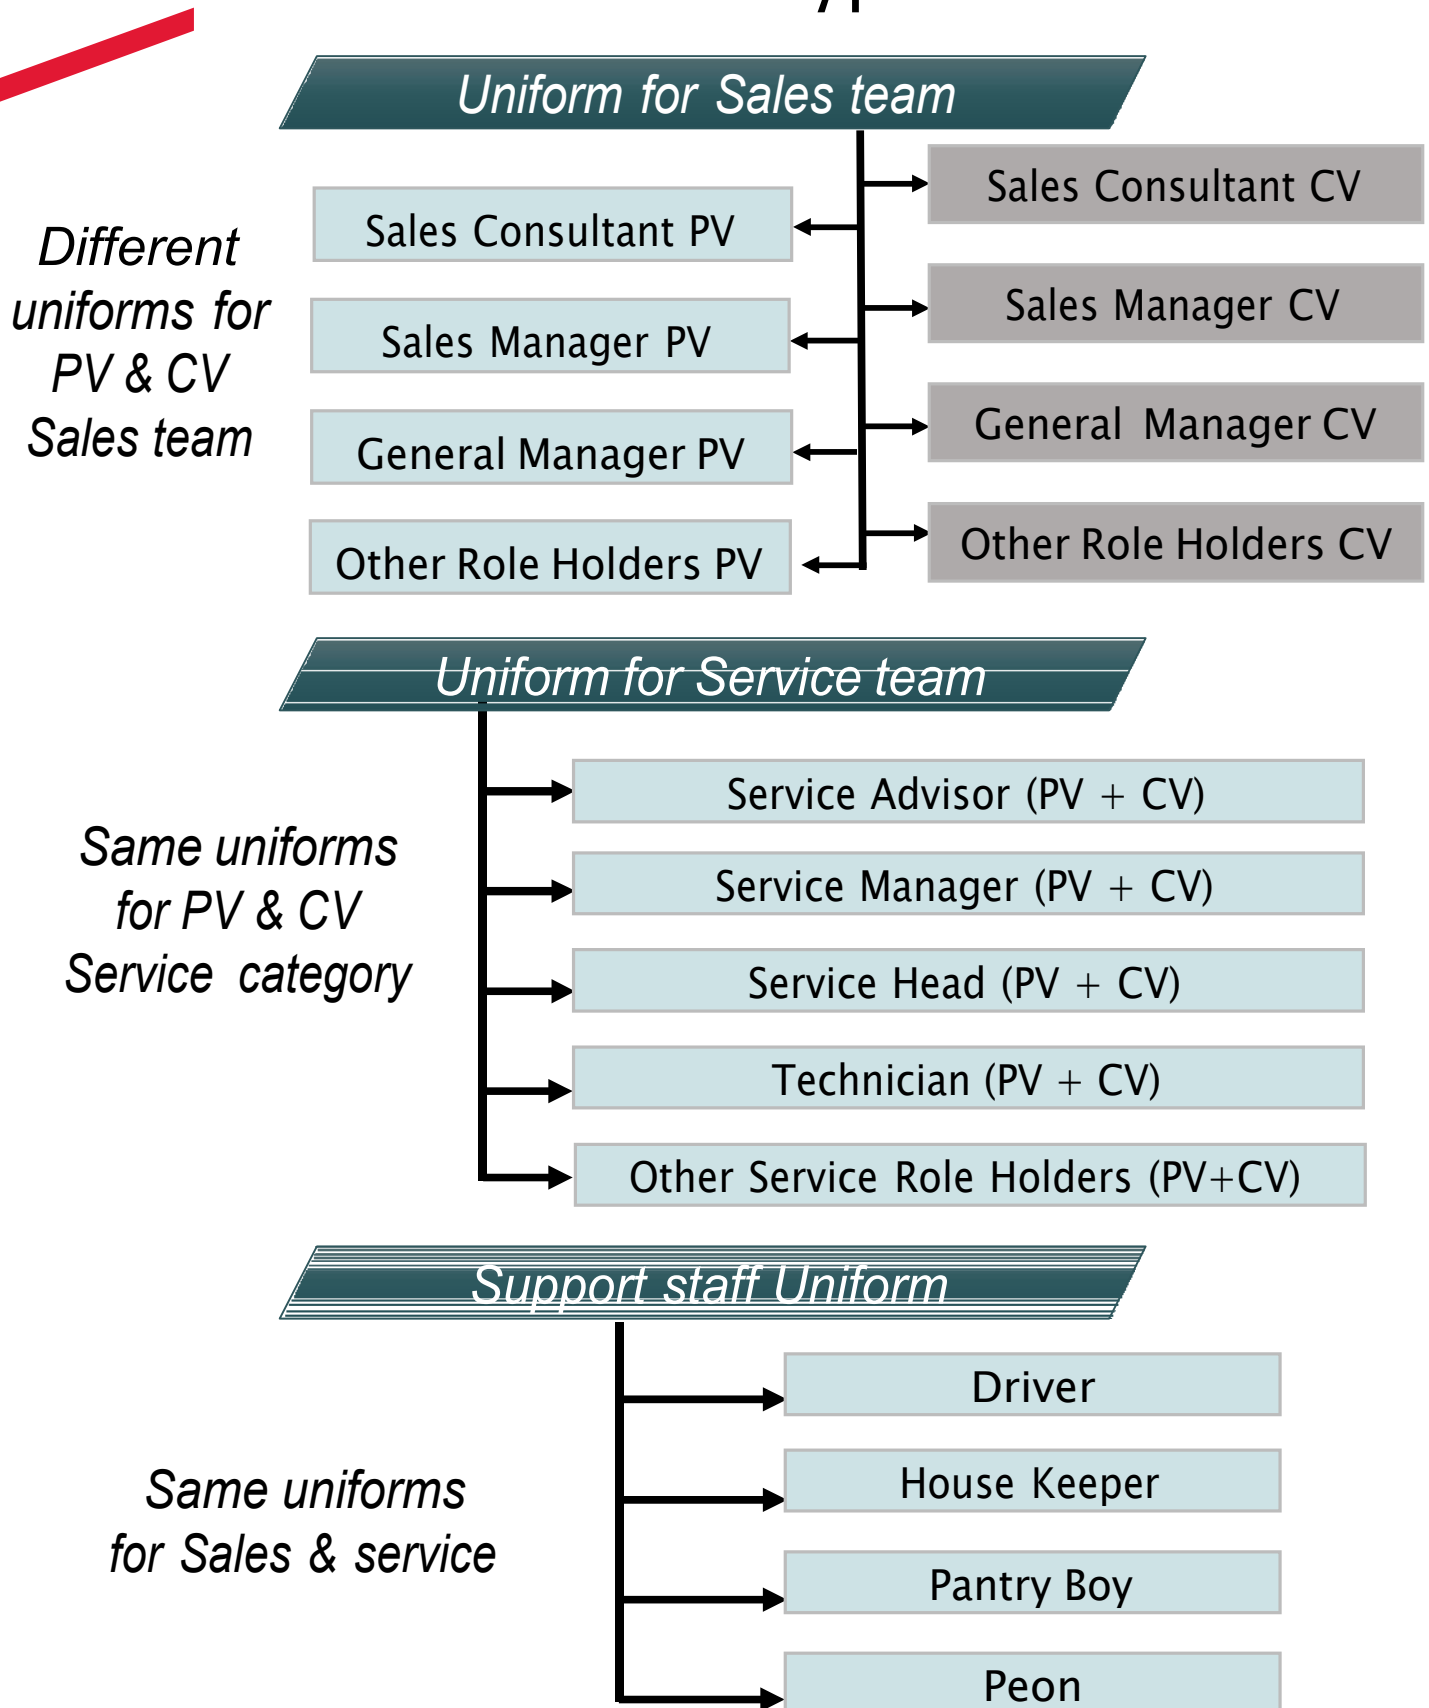 Uniform for Sales team
Different
uniforms for
PV & CV
Sales team
Sales Consultant PV
Sales Manager PV
General Manager PV
Other Role Holders PV
Sales Consultant CV
Sales Manager CV
General Manager CV
Other Role Holders CV
Uniform for Service team
Same uniforms
for PV & CV
Service category
Service Advisor (PV + CV)
Service Manager (PV + CV)
Service Head (PV + CV)
Technician (PV + CV)
Other Service Role Holders (PV+CV)
Support staff Uniform
Same uniforms
for Sales & service
Driver
House Keeper
Pantry Boy
Peon